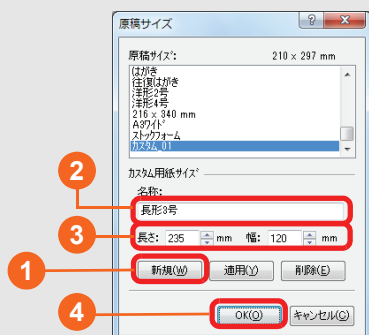 原稿サイズ
原稿サイズ: 210 x 297 mm
はがき
往復はがき
洋形2号
洋形4号
216 x 340 mm
A3ワイド
ストックフォーム
カスタム_01
カスタム用紙サイズ
2
名称:
長形3号
3
長さ: 235 mm 幅: 120 mm
1
新規(W) 適用(Y) 削除(E)
4
OK(O) キャンセル(C)